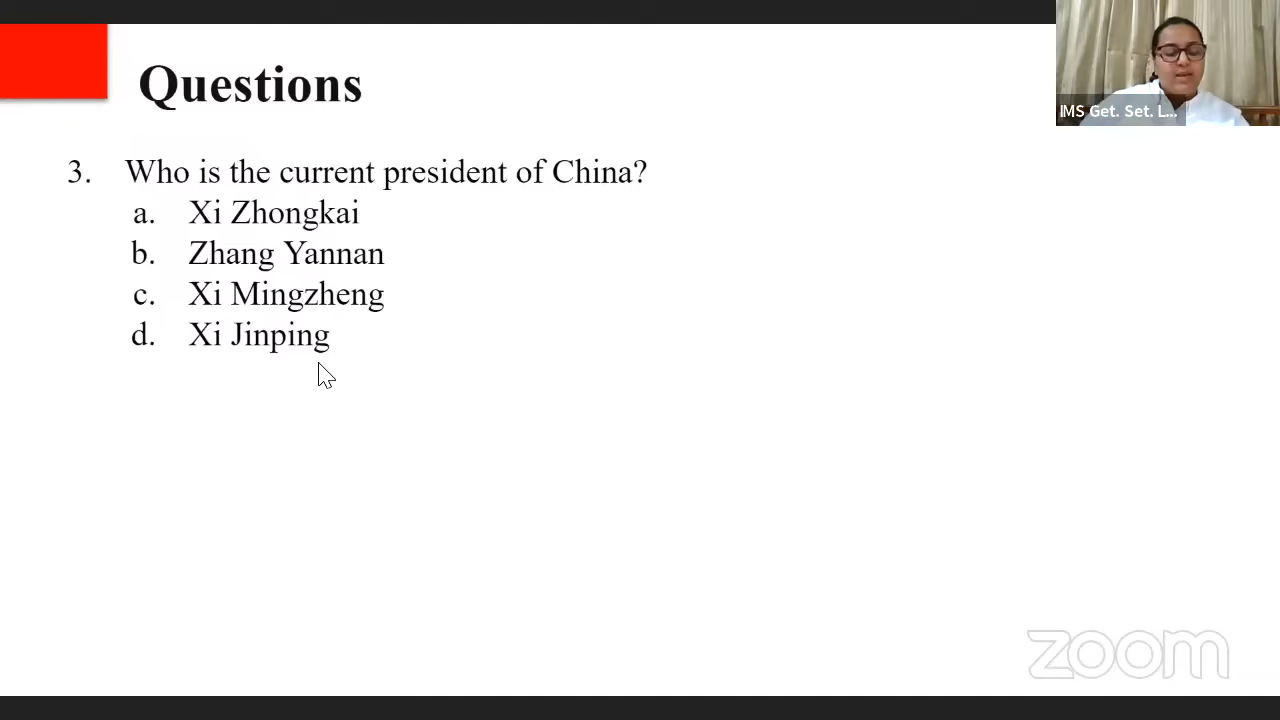 Questions
IMS Get. Set. L...
3. Who is the current president of China?
a. Xi Zhongkai
b. Zhang Yannan
c. Xi Mingzheng
d. Xi Jinping
zoom